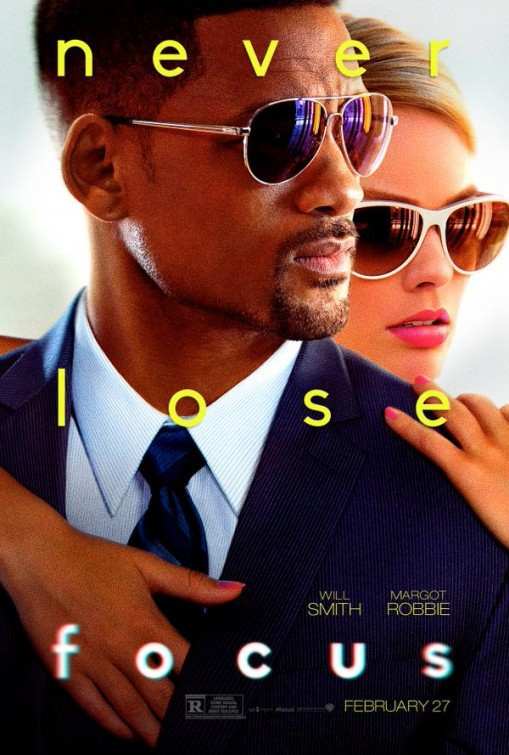 never
lose
WILL MARGOT
SMITH ROBBIE
focus
R
FEBRUARY 27